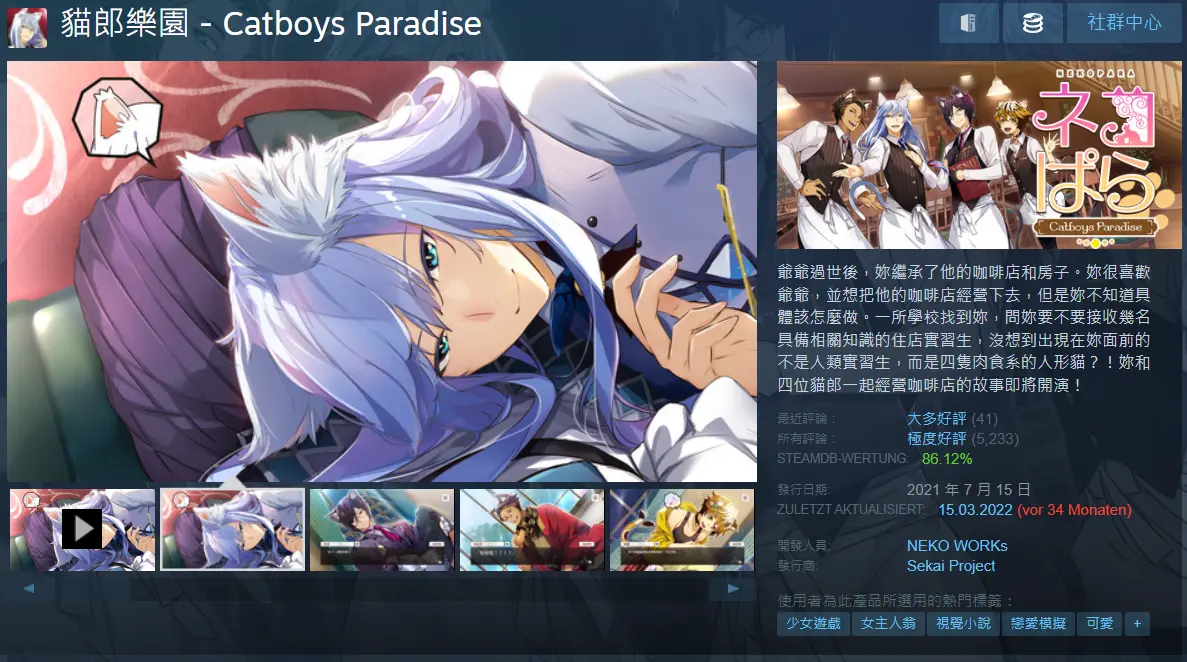 貓郎樂園 - Catboys Paradise
社群中心
NEKOPARA
ネコぱら
Catboys Paradise
爺爺過世後，妳繼承了他的咖啡店和房子。妳很喜歡
爺爺，並想把他的咖啡店經營下去，但是妳不知道具
體該怎麼做。一所學校找到妳，問妳要不要接收幾名
具備相關知識的住店實習生，沒想到出現在妳面前的
不是人類實習生，而是四隻肉食系的人形貓？！妳和
四位貓郎一起經營咖啡店的故事即將開演！
最近評論： 大多好評 (41)
所有評論： 極度好評 (5,233)
STEAMDB-WERTUNG: 86.12%
發行日期: 2021 年 7 月 15 日
ZULETZT AKTUALISIERT: 15.03.2022 (vor 34 Monaten)
開發人員: NEKO WORKs
發行商: Sekai Project
使用者為此產品所選用的熱門標籤：
少女遊戲 女主人翁 視覺小說 戀愛模擬 可愛 +